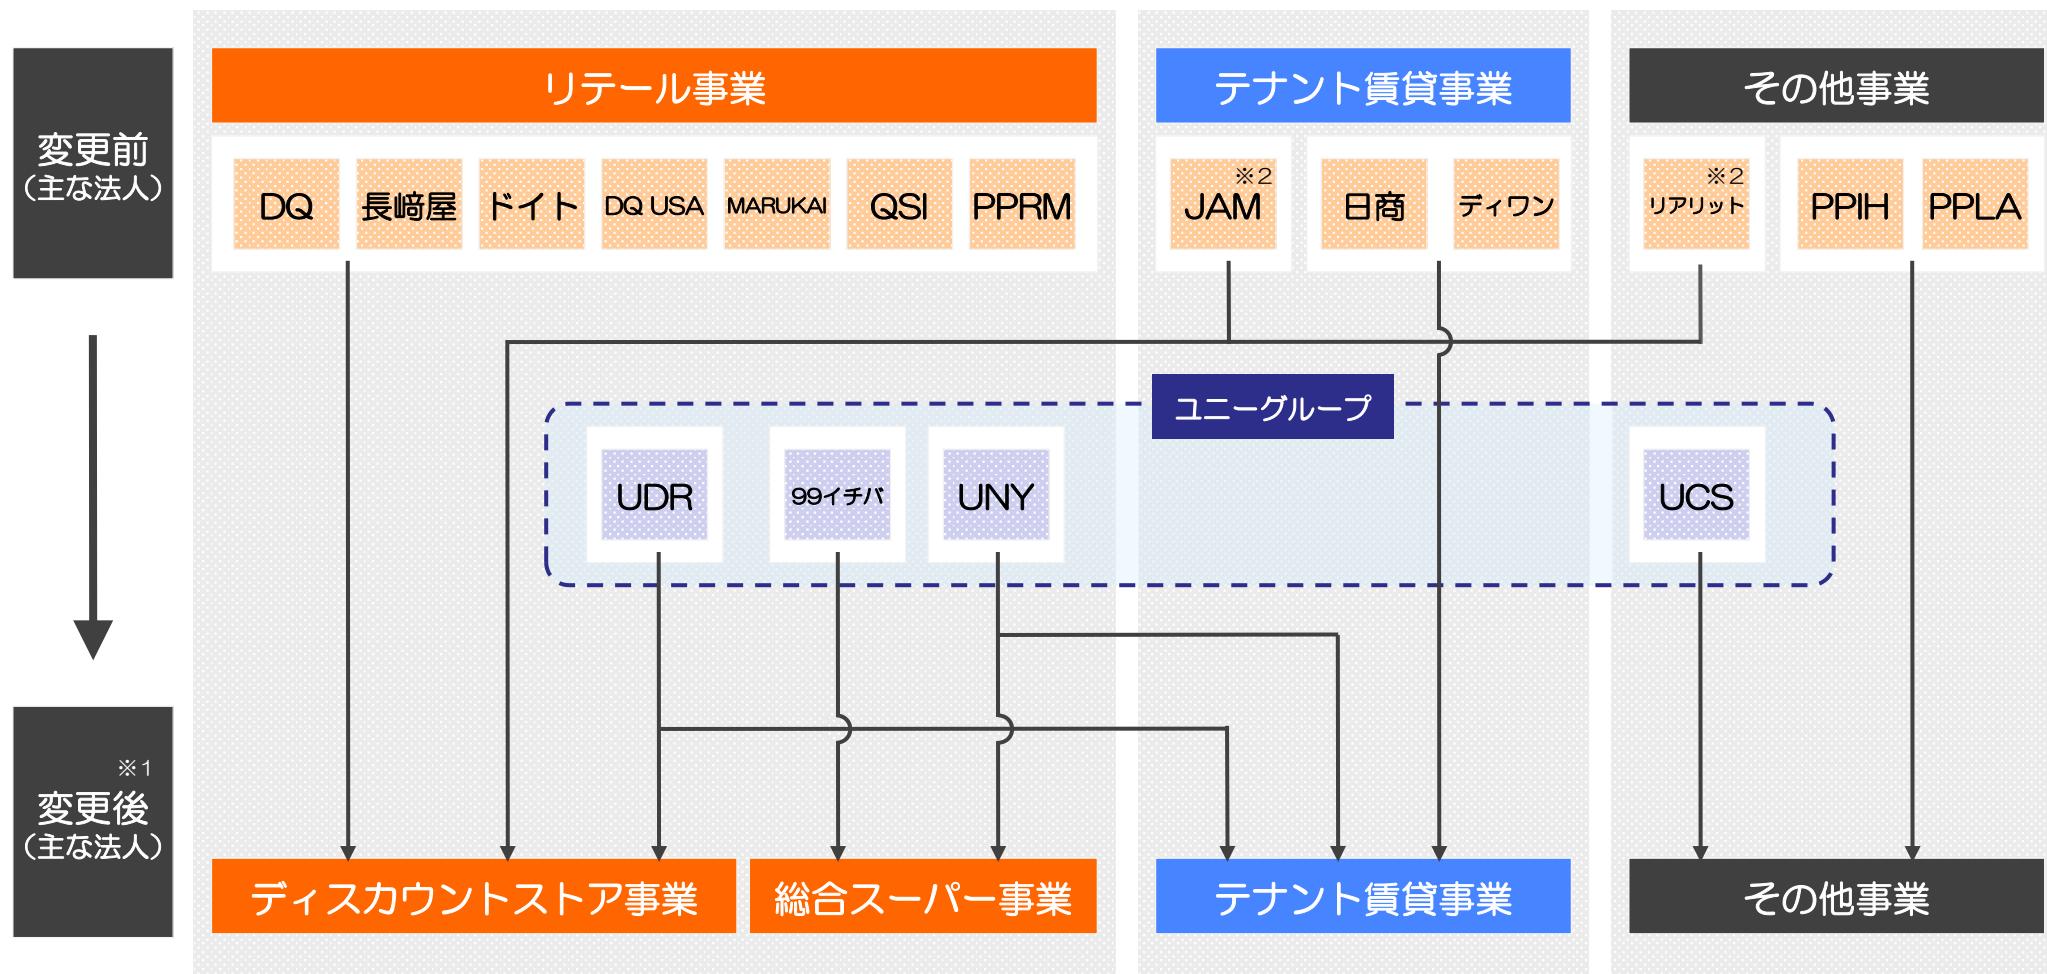 変更前
(主な法人)
リテール事業
テナント賃貸事業
その他事業
DQ
長崎屋
ドイト
DQ USA
MARUKAI
QSI
PPRM
※2
JAM
日商
ディワン
※2
リアリット
PPIH
PPLA
ユニーグループ
UDR
99イチバ
UNY
UCS
※1
変更後
(主な法人)
ディスカウントストア事業
総合スーパー事業
テナント賃貸事業
その他事業